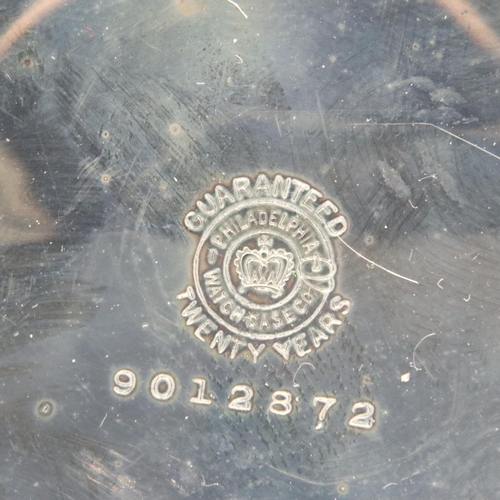 GUARANTEED
PHILADELPHIA
WATCH CASE CO
TWENTY YEARS
9012872